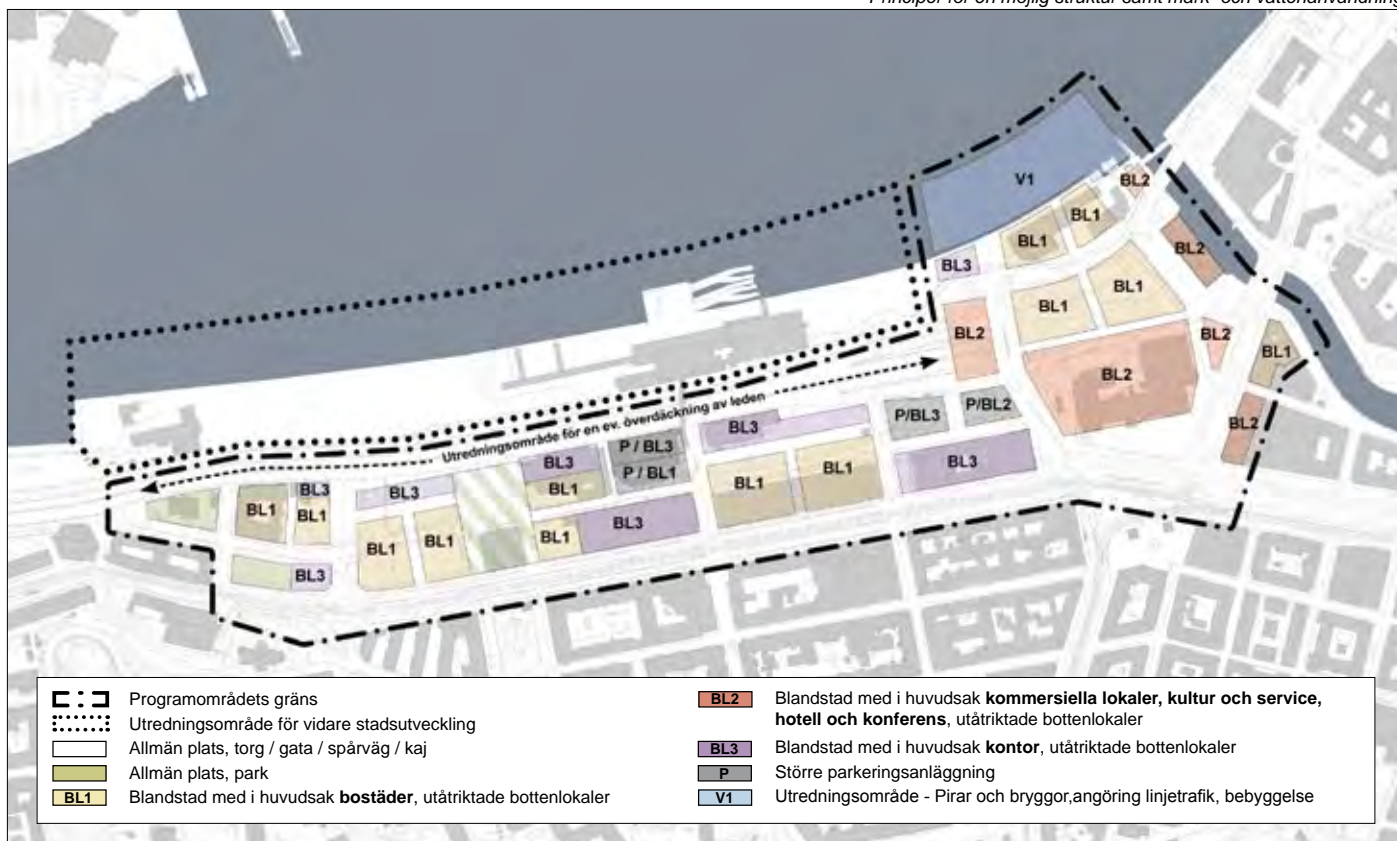 Principer för en möjlig struktur samt mark- och vattenanvändning
V1
BL2
BL1
BL1
BL2
BL3
BL1
BL1
BL2
BL2
BL1
BL2
BL2
Utredningsområde för en ev. överdäckning av leden
P/BL3
P/BL2
BL3
P / BL3
BL3
BL3
P / BL1
BL1
BL1
BL1
BL3
BL3
BL1
BL1
BL3
BL1
BL1
BL1
BL3
Programområdets gräns
Utredningsområde för vidare stadsutveckling
Allmän plats, torg / gata / spårväg / kaj
Allmän plats, park
BL1 Blandstad med i huvudsak bostäder, utåtriktade bottenlokaler
BL2 Blandstad med i huvudsak kommersiella lokaler, kultur och service,
hotell och konferens, utåtriktade bottenlokaler
BL3 Blandstad med i huvudsak kontor, utåtriktade bottenlokaler
P Större parkeringsanläggning
V1 Utredningsområde - Pirar och bryggor,angöring linjetrafik, bebyggelse